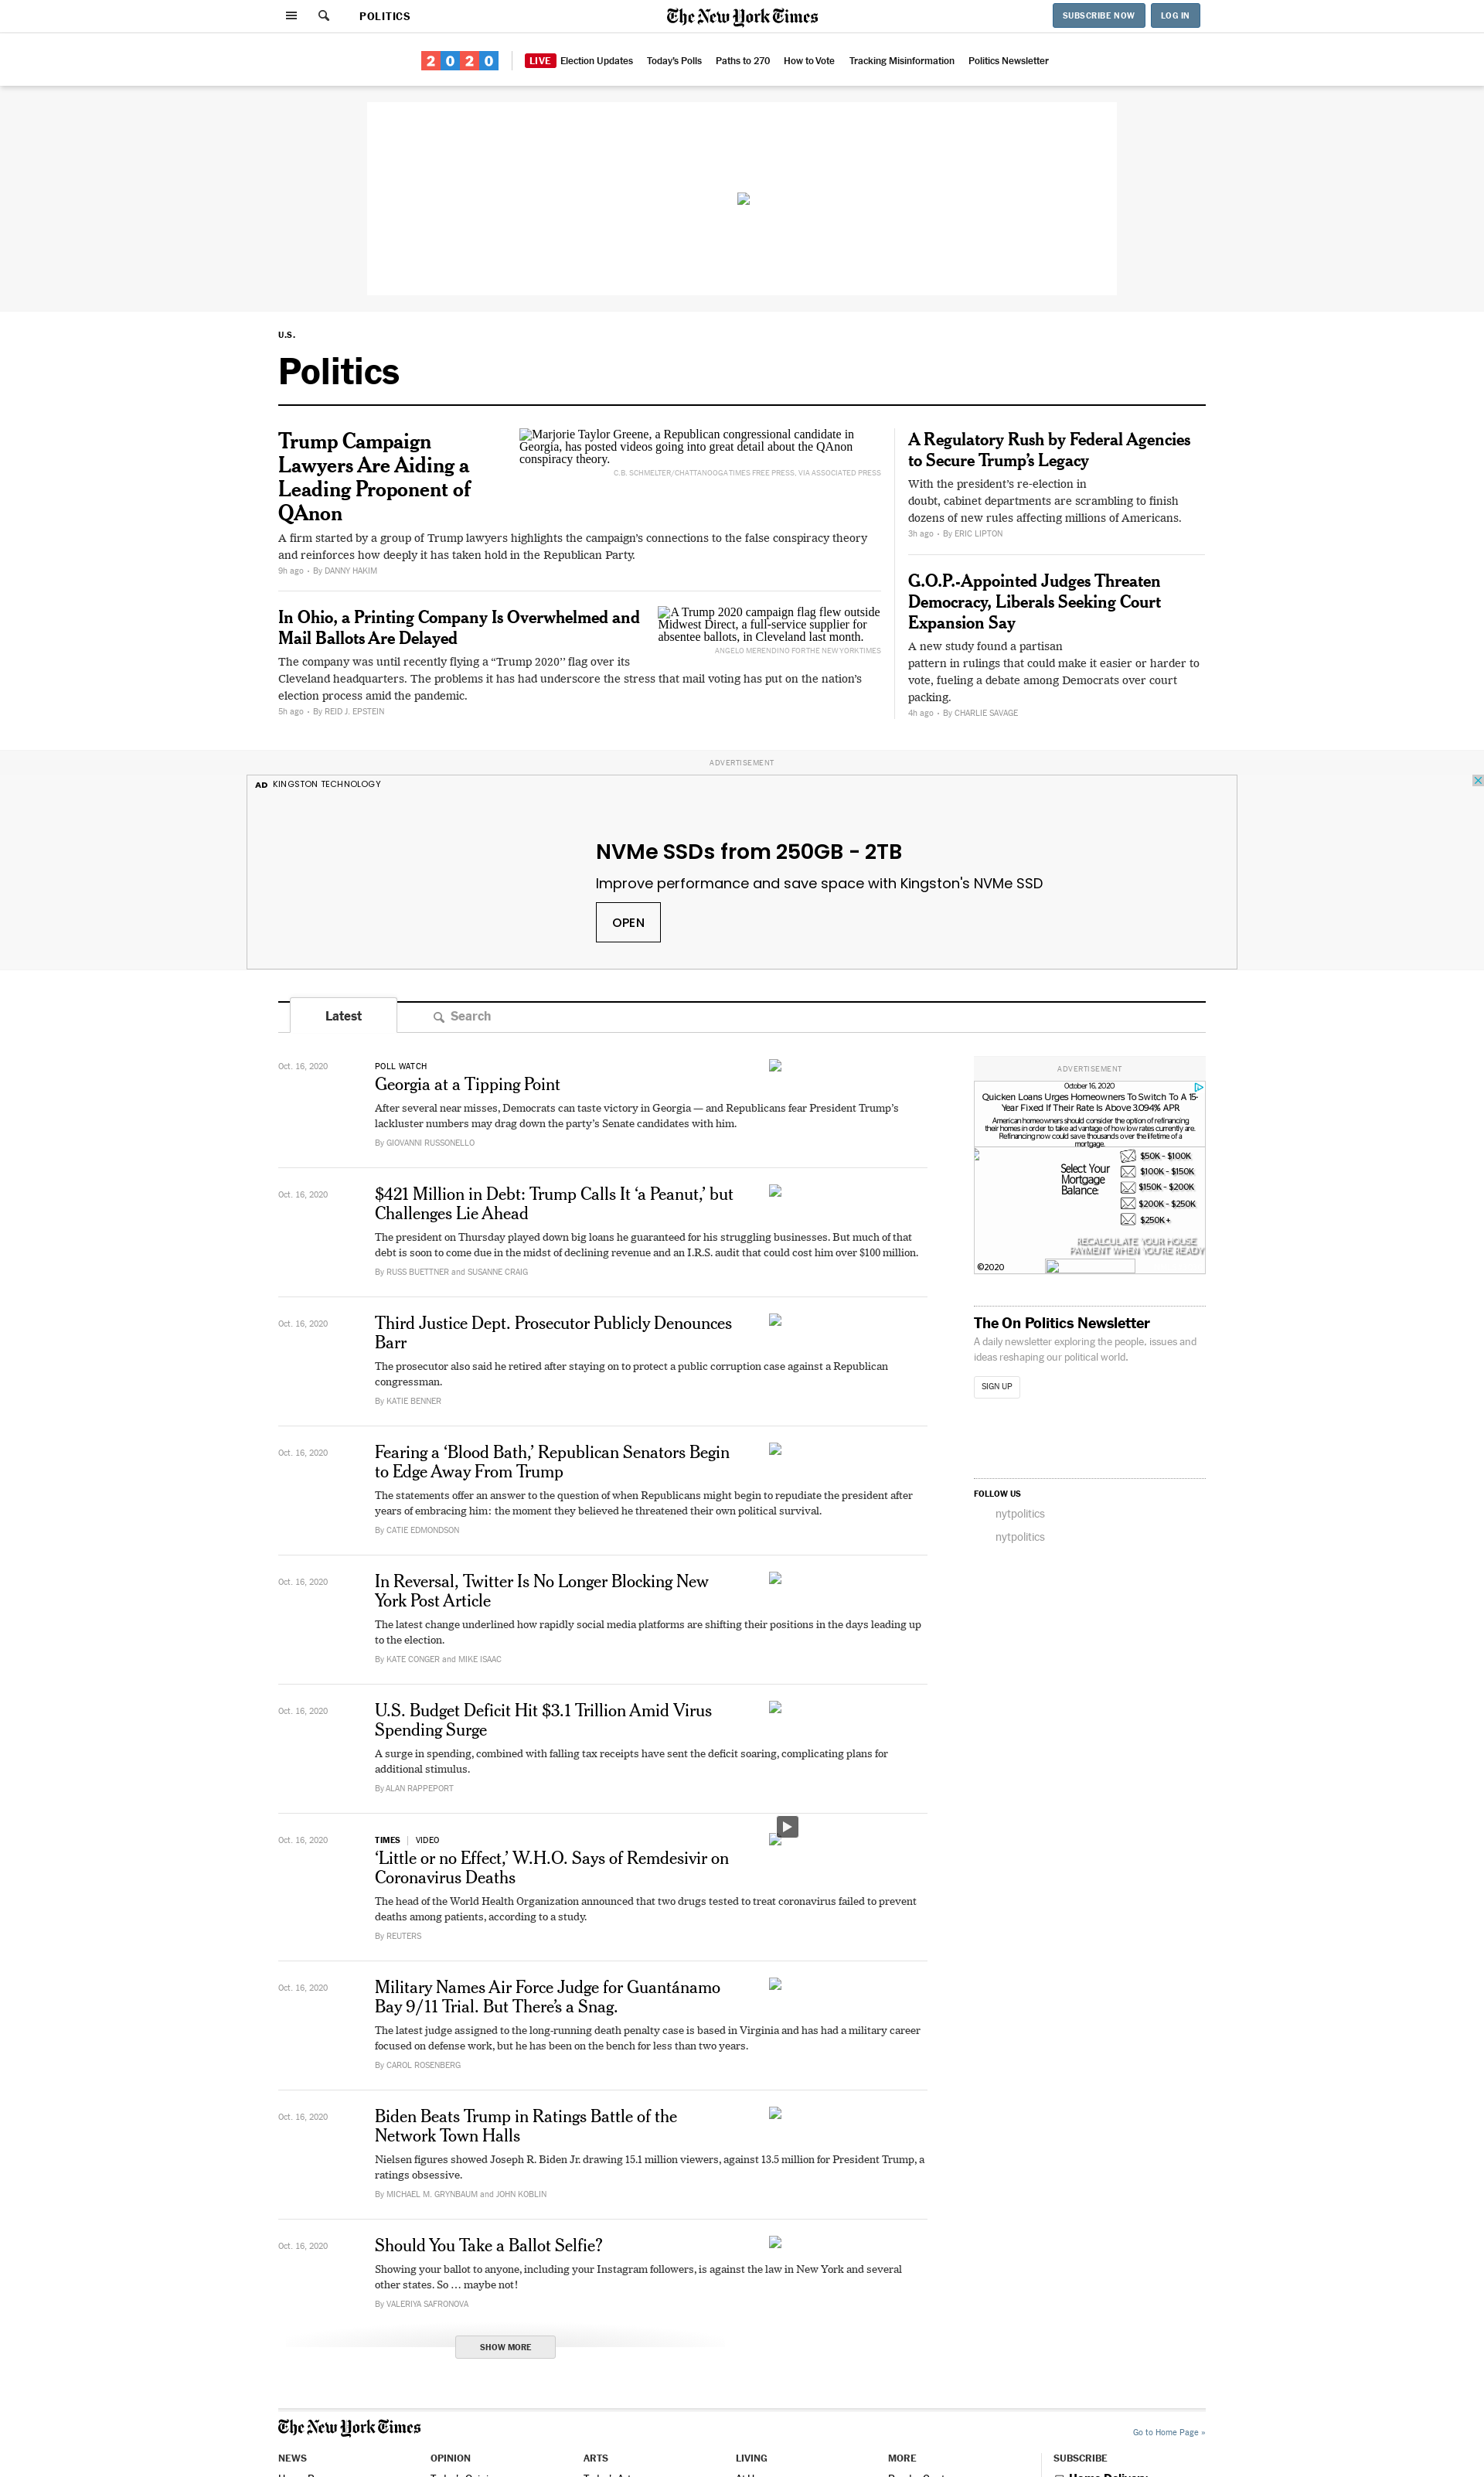 POLITICS
The New York Times
SUBSCRIBE NOW
LOG IN
2020
LIVE Election Updates
Today's Polls
Paths to 270
How to Vote
Tracking Misinformation
Politics Newsletter
U.S.
Politics
Trump Campaign
Lawyers Are Aiding a
Leading Proponent of
QAnon
Marjorie Taylor Greene, a Republican congressional candidate in
Georgia, has posted videos going into great detail about the QAnon
conspiracy theory.
C.B. SCHMELTER/CHATTANOOGA TIMES FREE PRESS, VIA ASSOCIATED PRESS
A firm started by a group of Trump lawyers highlights the campaign's connections to the false conspiracy theory
and reinforces how deeply it has taken hold in the Republican Party.
9h ago • By DANNY HAKIM
In Ohio, a Printing Company Is Overwhelmed and
Mail Ballots Are Delayed
A Trump 2020 campaign flag flew outside
Midwest Direct, a full-service supplier for
absentee ballots, in Cleveland last month.
ANGELO MERENDINO FOR THE NEW YORK TIMES
The company was until recently flying a “Trump 2020’’ flag over its
Cleveland headquarters. The problems it has had underscore the stress that mail voting has put on the nation’s
election process amid the pandemic.
5h ago • By REID J. EPSTEIN
A Regulatory Rush by Federal Agencies
to Secure Trump’s Legacy
With the president’s re-election in
doubt, cabinet departments are scrambling to finish
dozens of new rules affecting millions of Americans.
3h ago • By ERIC LIPTON
G.O.P.-Appointed Judges Threaten
Democracy, Liberals Seeking Court
Expansion Say
A new study found a partisan
pattern in rulings that could make it easier or harder to
vote, fueling a debate among Democrats over court
packing.
4h ago • By CHARLIE SAVAGE
ADVERTISEMENT
AD KINGSTON TECHNOLOGY
NVMe SSDs from 250GB - 2TB
Improve performance and save space with Kingston's NVMe SSD
OPEN
Latest
Search
Oct. 16, 2020
POLL WATCH
Georgia at a Tipping Point
After several near misses, Democrats can taste victory in Georgia — and Republicans fear President Trump’s
lackluster numbers may drag down the party’s Senate candidates with him.
By GIOVANNI RUSSONELLO
Oct. 16, 2020
$421 Million in Debt: Trump Calls It ‘a Peanut,’ but
Challenges Lie Ahead
The president on Thursday played down big loans he guaranteed for his struggling businesses. But much of that
debt is soon to come due in the midst of declining revenue and an I.R.S. audit that could cost him over $100 million.
By RUSS BUETTNER and SUSANNE CRAIG
Oct. 16, 2020
Third Justice Dept. Prosecutor Publicly Denounces
Barr
The prosecutor also said he retired after staying on to protect a public corruption case against a Republican
congressman.
By KATIE BENNER
Oct. 16, 2020
Fearing a ‘Blood Bath,’ Republican Senators Begin
to Edge Away From Trump
The statements offer an answer to the question of when Republicans might begin to repudiate the president after
years of embracing him: the moment they believed he threatened their own political survival.
By CATIE EDMONDSON
Oct. 16, 2020
In Reversal, Twitter Is No Longer Blocking New
York Post Article
The latest change underlined how rapidly social media platforms are shifting their positions in the days leading up
to the election.
By KATE CONGER and MIKE ISAAC
Oct. 16, 2020
U.S. Budget Deficit Hit $3.1 Trillion Amid Virus
Spending Surge
A surge in spending, combined with falling tax receipts have sent the deficit soaring, complicating plans for
additional stimulus.
By ALAN RAPPEPORT
Oct. 16, 2020
TIMES | VIDEO
‘Little or no Effect,’ W.H.O. Says of Remdesivir on
Coronavirus Deaths
The head of the World Health Organization announced that two drugs tested to treat coronavirus failed to prevent
deaths among patients, according to a study.
By REUTERS
Oct. 16, 2020
Military Names Air Force Judge for Guantánamo
Bay 9/11 Trial. But There’s a Snag.
The latest judge assigned to the long-running death penalty case is based in Virginia and has had a military career
focused on defense work, but he has been on the bench for less than two years.
By CAROL ROSENBERG
Oct. 16, 2020
Biden Beats Trump in Ratings Battle of the
Network Town Halls
Nielsen figures showed Joseph R. Biden Jr. drawing 15.1 million viewers, against 13.5 million for President Trump, a
ratings obsessive.
By MICHAEL M. GRYNBAUM and JOHN KOBLIN
Oct. 16, 2020
Should You Take a Ballot Selfie?
Showing your ballot to anyone, including your Instagram followers, is against the law in New York and several
other states. So … maybe not!
By VALERIYA SAFRONOVA
SHOW MORE
ADVERTISEMENT
October 16, 2020
Quicken Loans Urges Homeowners To Switch To A 15-
Year Fixed If Their Rate Is Above 3.094% APR
American homeowners should consider the option of refinancing
their homes in order to take advantage of how low rates currently are.
Refinancing now could save thousands over the lifetime of a
mortgage.
Select Your
Mortgage
Balance:
$50K - $100K
$100K - $150K
$150K - $200K
$200K - $250K
$250K+
RECALCULATE YOUR HOUSE
PAYMENT WHEN YOU'RE READY
©2020
The On Politics Newsletter
A daily newsletter exploring the people, issues and
ideas reshaping our political world.
SIGN UP
FOLLOW US
nytpolitics
nytpolitics
The New York Times
Go to Home Page »
NEWS
OPINION
ARTS
LIVING
MORE
SUBSCRIBE